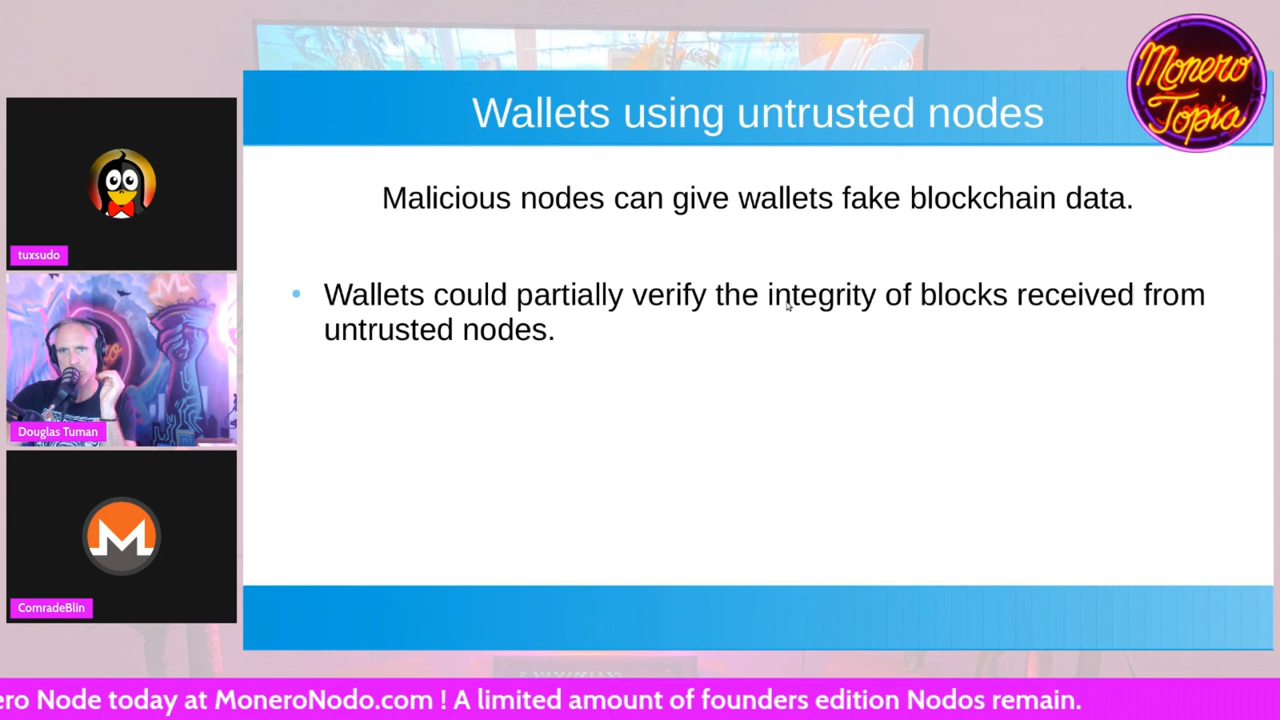 Monero
Topia
Wallets using untrusted nodes
Malicious nodes can give wallets fake blockchain data.
Wallets could partially verify the integrity of blocks received from
untrusted nodes.
tuxsudo
Douglas Tuman
ComradeBlin
ero Node today at MoneroNodo.com ! A limited amount of founders edition Nodos remain.